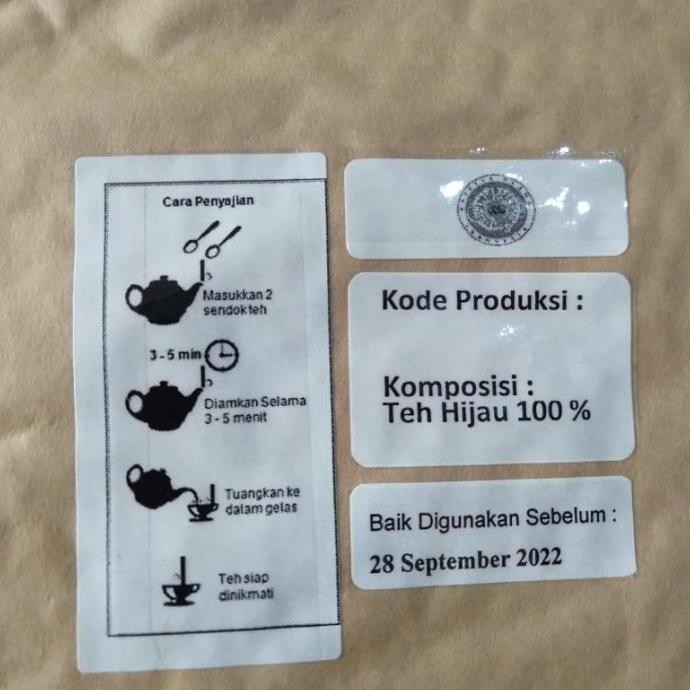 Cara Penyajian
Masukkan 2
sendok teh
3 - 5 min
Diamkan Selama
3 - 5 menit
Tuangkan ke
dalam gelas
Teh siap
dinikmati
Kode Produksi :
Komposisi :
Teh Hijau 100 %
Baik Digunakan Sebelum :
28 September 2022